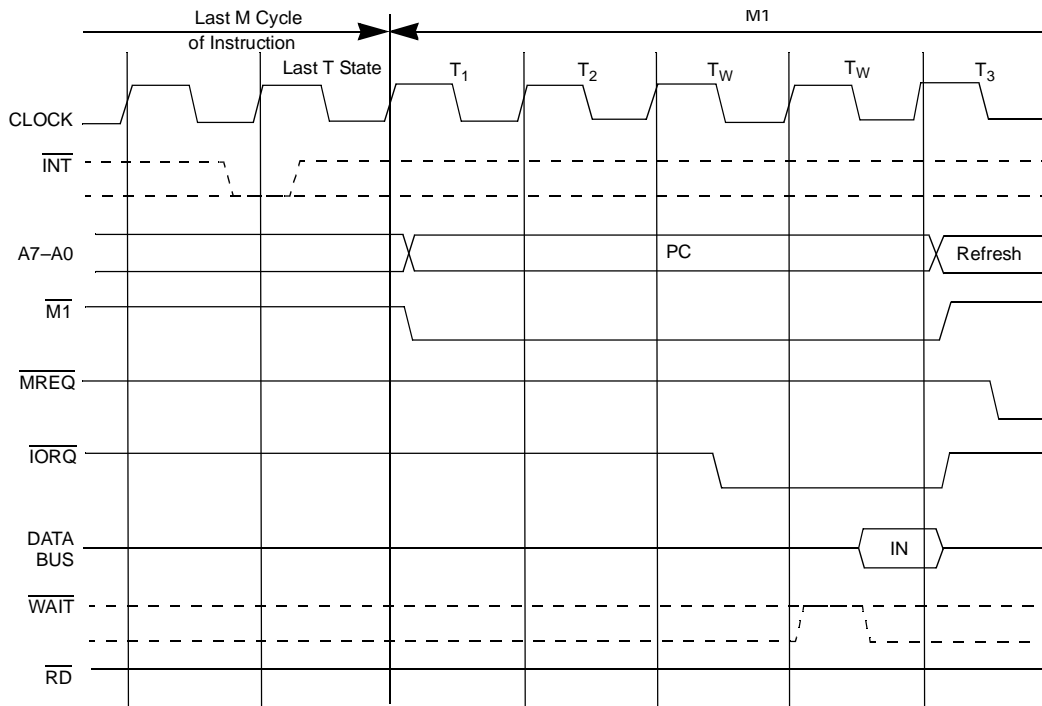 Last M Cycle
of Instruction
M1
Last T State
T1
T2
TW
TW
T3
CLOCK
INT
A7–A0
PC
Refresh
M1
MREQ
IORQ
DATA
BUS
IN
WAIT
RD